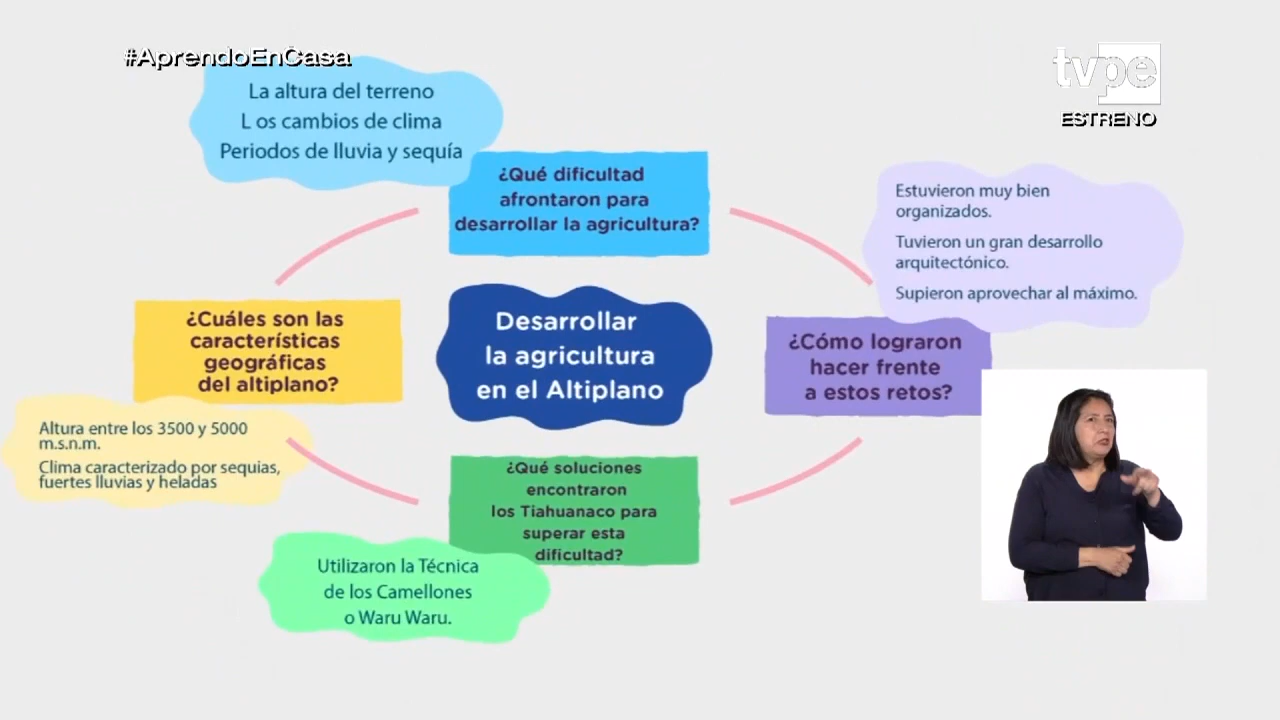 #AprendoEnCasa
tvpe
ESTRENO
La altura del terreno
L os cambios de clima
Periodos de lluvia y sequía
¿Qué dificultad
afrontaron para
desarrollar la agricultura?
Estuvieron muy bien
organizados.
Tuvieron un gran desarrollo
arquitectónico.
Supieron aprovechar al máximo.
¿Cuáles son las
características
geográficas
del altiplano?
Desarrollar
la agricultura
en el Altiplano
¿Cómo lograron
hacer frente
a estos retos?
Altura entre los 3500 y 5000
m.s.n.m.
Clima caracterizado por sequias,
fuertes lluvias y heladas
¿Qué soluciones
encontraron
los Tiahuanaco para
superar esta
dificultad?
Utilizaron la Técnica
de los Camellones
o Waru Waru.